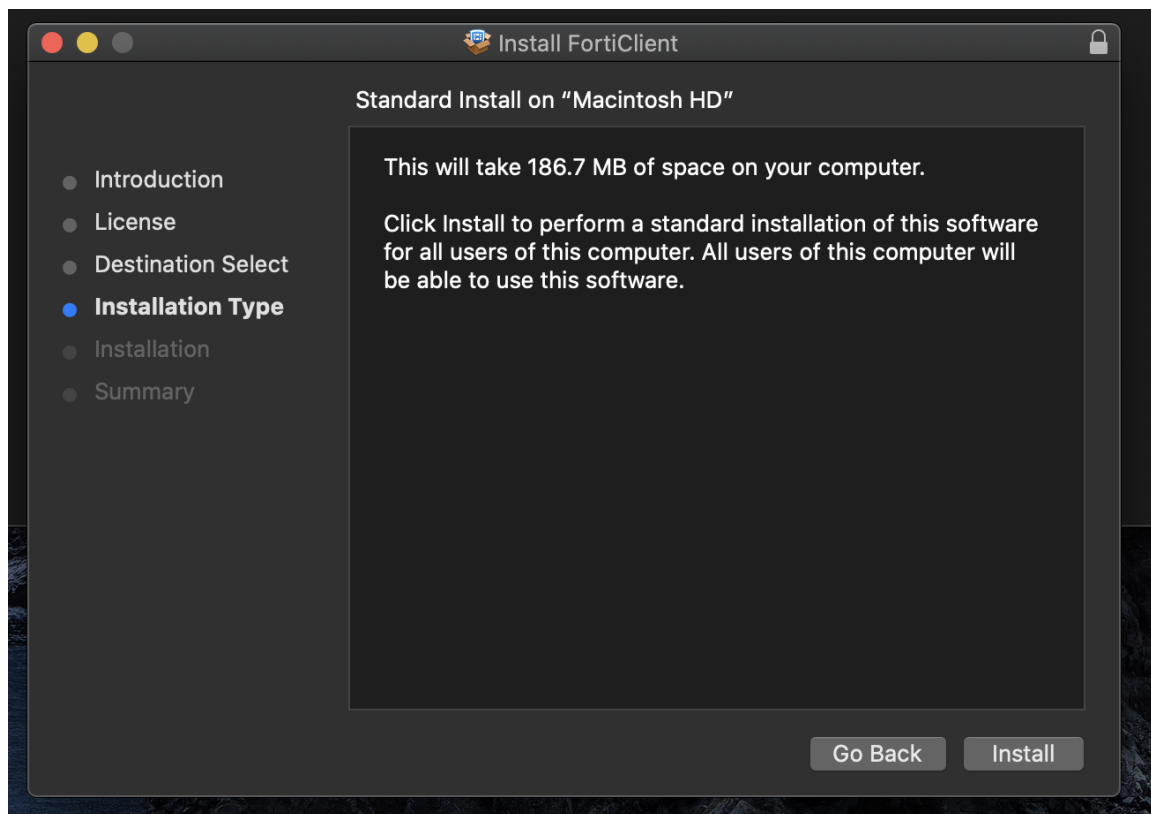 Install FortiClient
Standard Install on “Macintosh HD”
Introduction
License
Destination Select
Installation Type
Installation
Summary
This will take 186.7 MB of space on your computer.
Click Install to perform a standard installation of this software
for all users of this computer. All users of this computer will
be able to use this software.
Go Back
Install